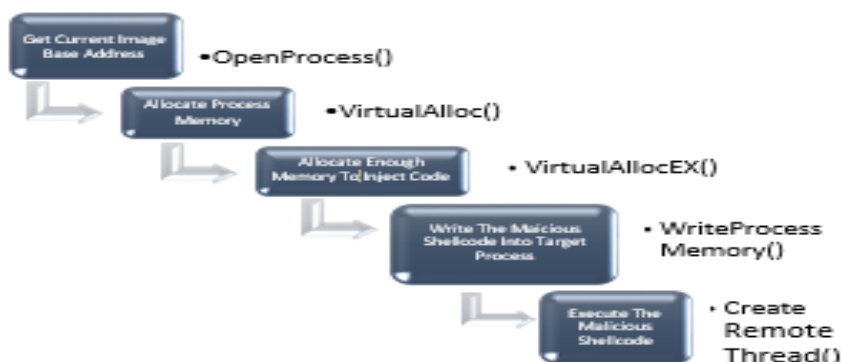 Get Current Image
Base Address
•OpenProcess()
Allocate Process
Memory
•VirtualAlloc()
Allocate Enough
Memory To Inject Code
• VirtualAllocEX()
Write The Maicious
Shellcode Into Target
Process
• WriteProcess
Memory()
Execute The
Malicious
Shellcode
• Create
Remote
Thread()